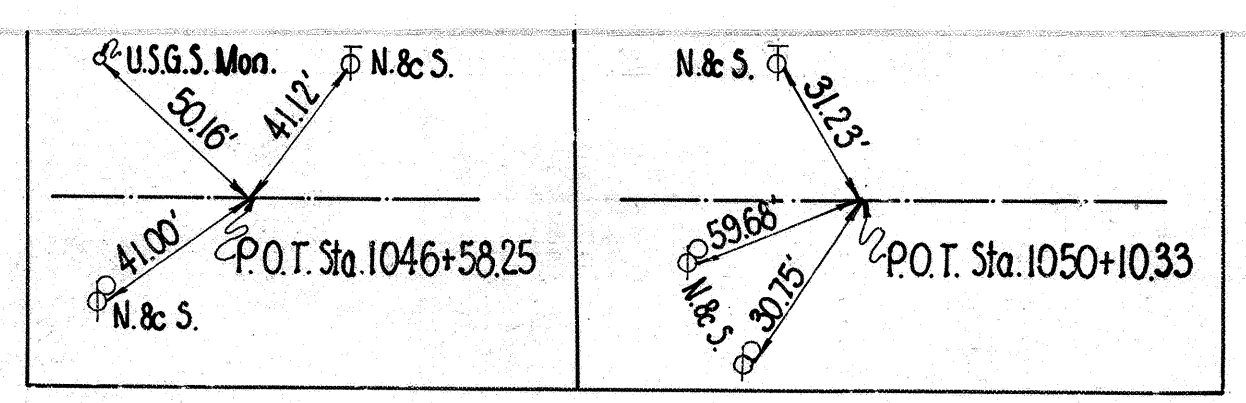 U.S.G.S. Mon.
N. & S.
50.16'
41.12'
41.00'
P.O.T. Sta. 1046+58.25
N. & S.
N. & S.
31.23'
59.68'
P.O.T. Sta. 1050+10.33
N. & S.
30.75'